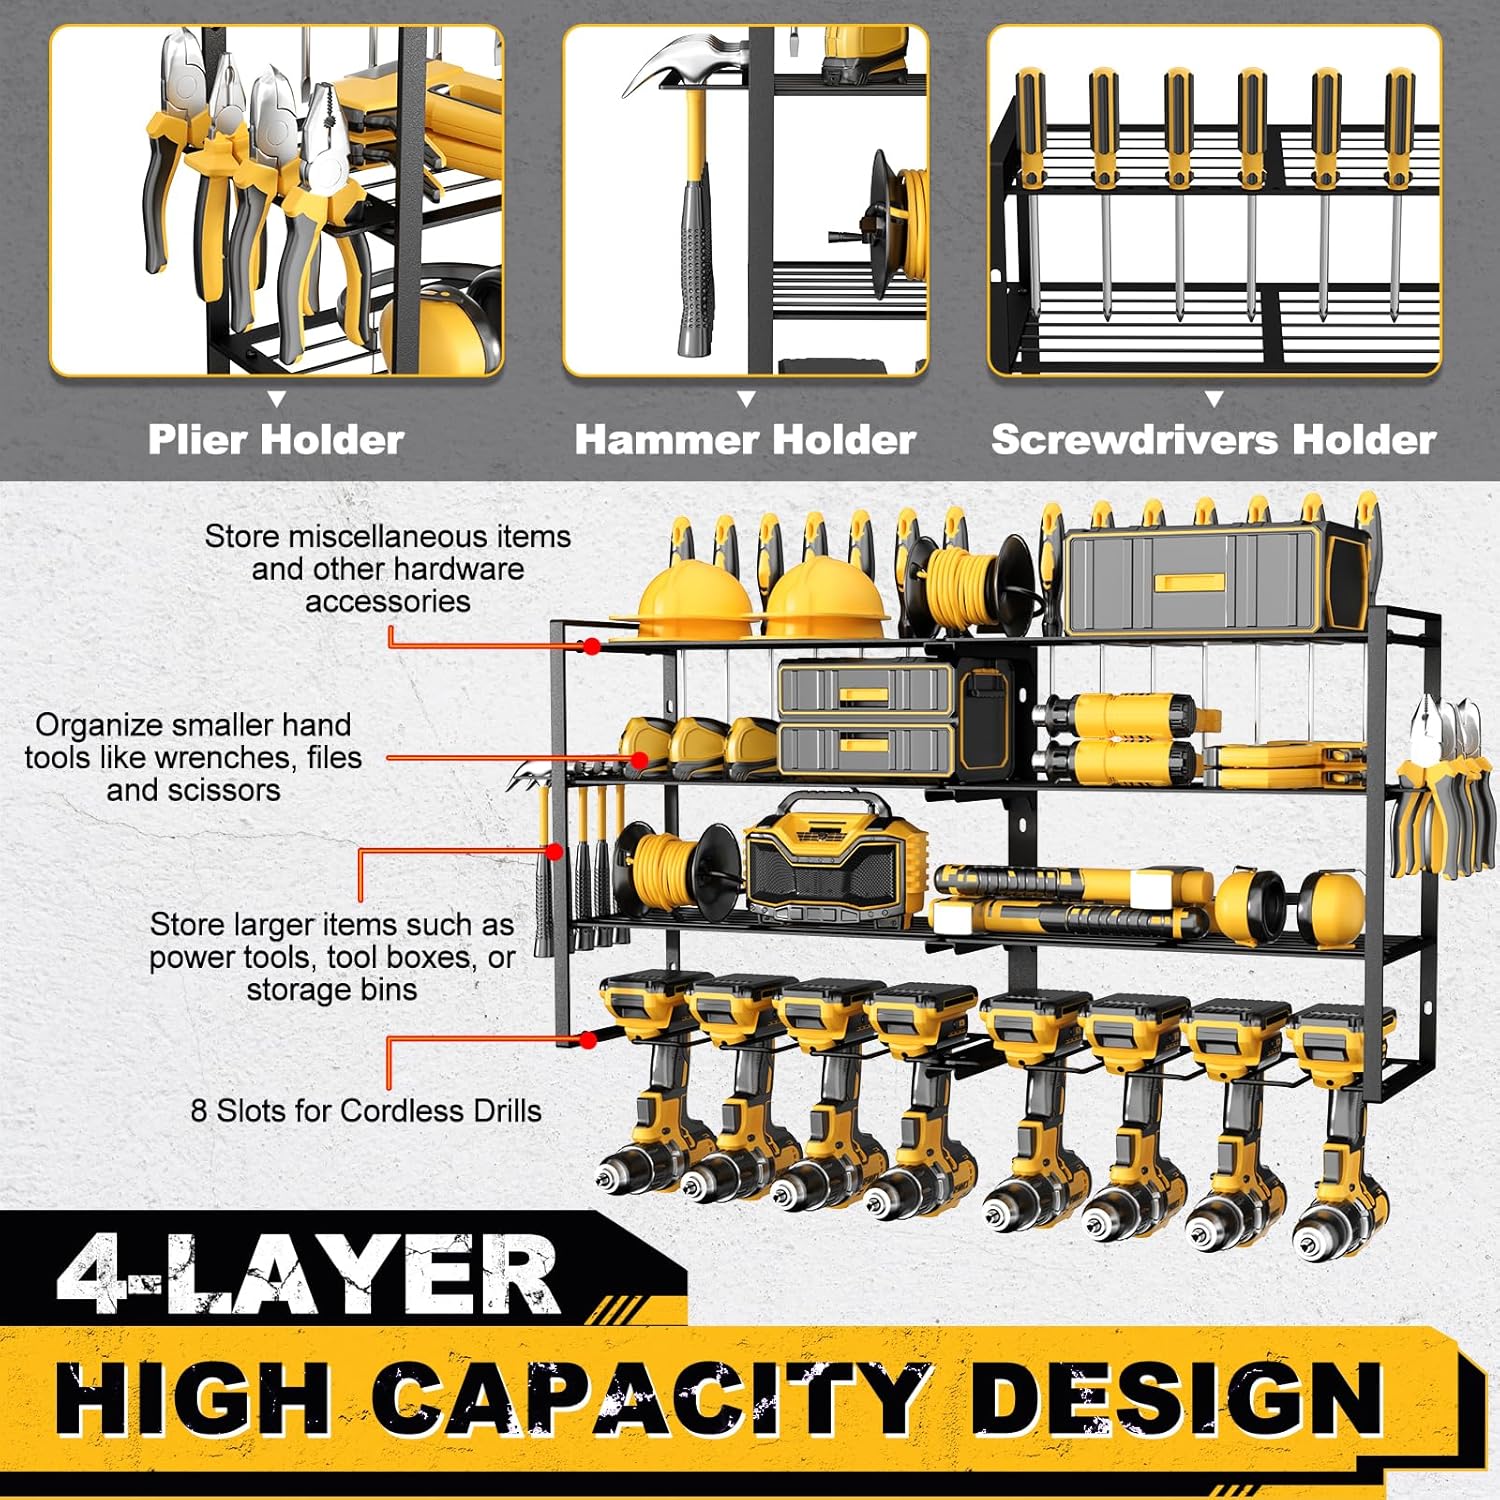 Plier Holder
Hammer Holder
Screwdrivers Holder
Store miscellaneous items
and other hardware
accessories
Organize smaller hand
tools like wrenches, files
and scissors
Store larger items such as
power tools, tool boxes, or
storage bins
8 Slots for Cordless Drills
4-LAYER
HIGH CAPACITY DESIGN